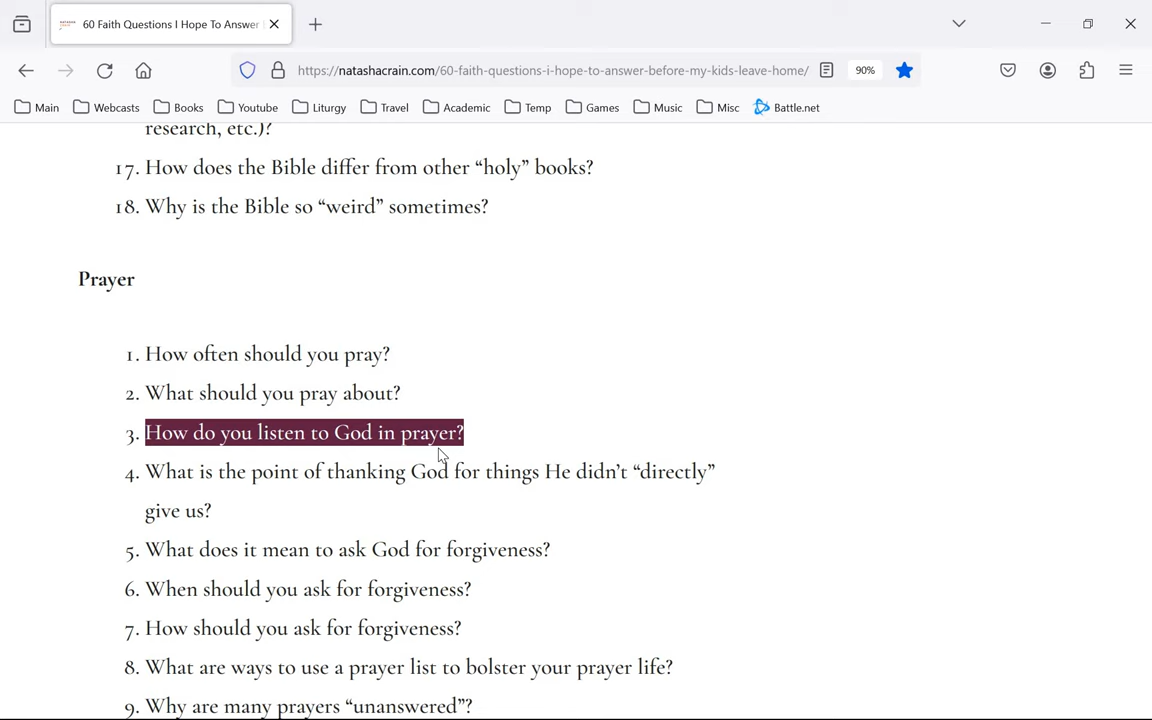 60 Faith Questions I Hope To Answer
https://natashacrain.com/60-faith-questions-i-hope-to-answer-before-my-kids-leave-home/
90%
Main Webcasts Books Youtube Liturgy Travel Academic Temp Games Music Misc Battle.net
research, etc.)?
17. How does the Bible differ from other “holy” books?
18. Why is the Bible so “weird” sometimes?
Prayer
1. How often should you pray?
2. What should you pray about?
3. How do you listen to God in prayer?
4. What is the point of thanking God for things He didn’t “directly”
give us?
5. What does it mean to ask God for forgiveness?
6. When should you ask for forgiveness?
7. How should you ask for forgiveness?
8. What are ways to use a prayer list to bolster your prayer life?
9. Why are many prayers “unanswered”?